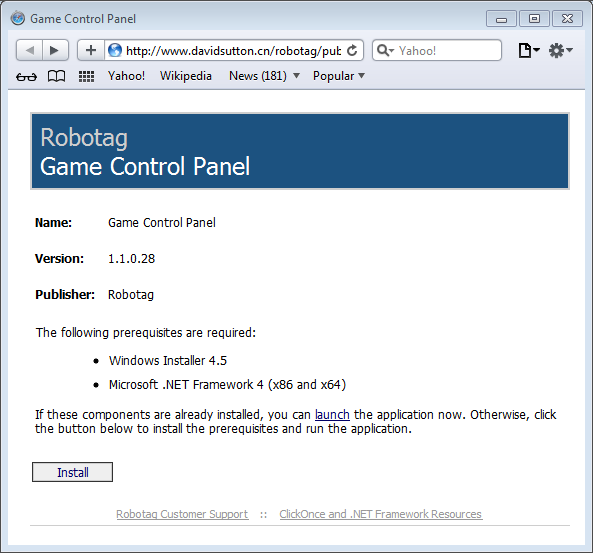 Game Control Panel
http://www.davidsutton.cn/robotag/pub
Yahoo!
Yahoo! Wikipedia News (181) Popular
Robotag
Game Control Panel
Name: Game Control Panel
Version: 1.1.0.28
Publisher: Robotag
The following prerequisites are required:
• Windows Installer 4.5
• Microsoft .NET Framework 4 (x86 and x64)
If these components are already installed, you can launch the application now. Otherwise, click
the button below to install the prerequisites and run the application.
Install
Robotag Customer Support :: ClickOnce and .NET Framework Resources